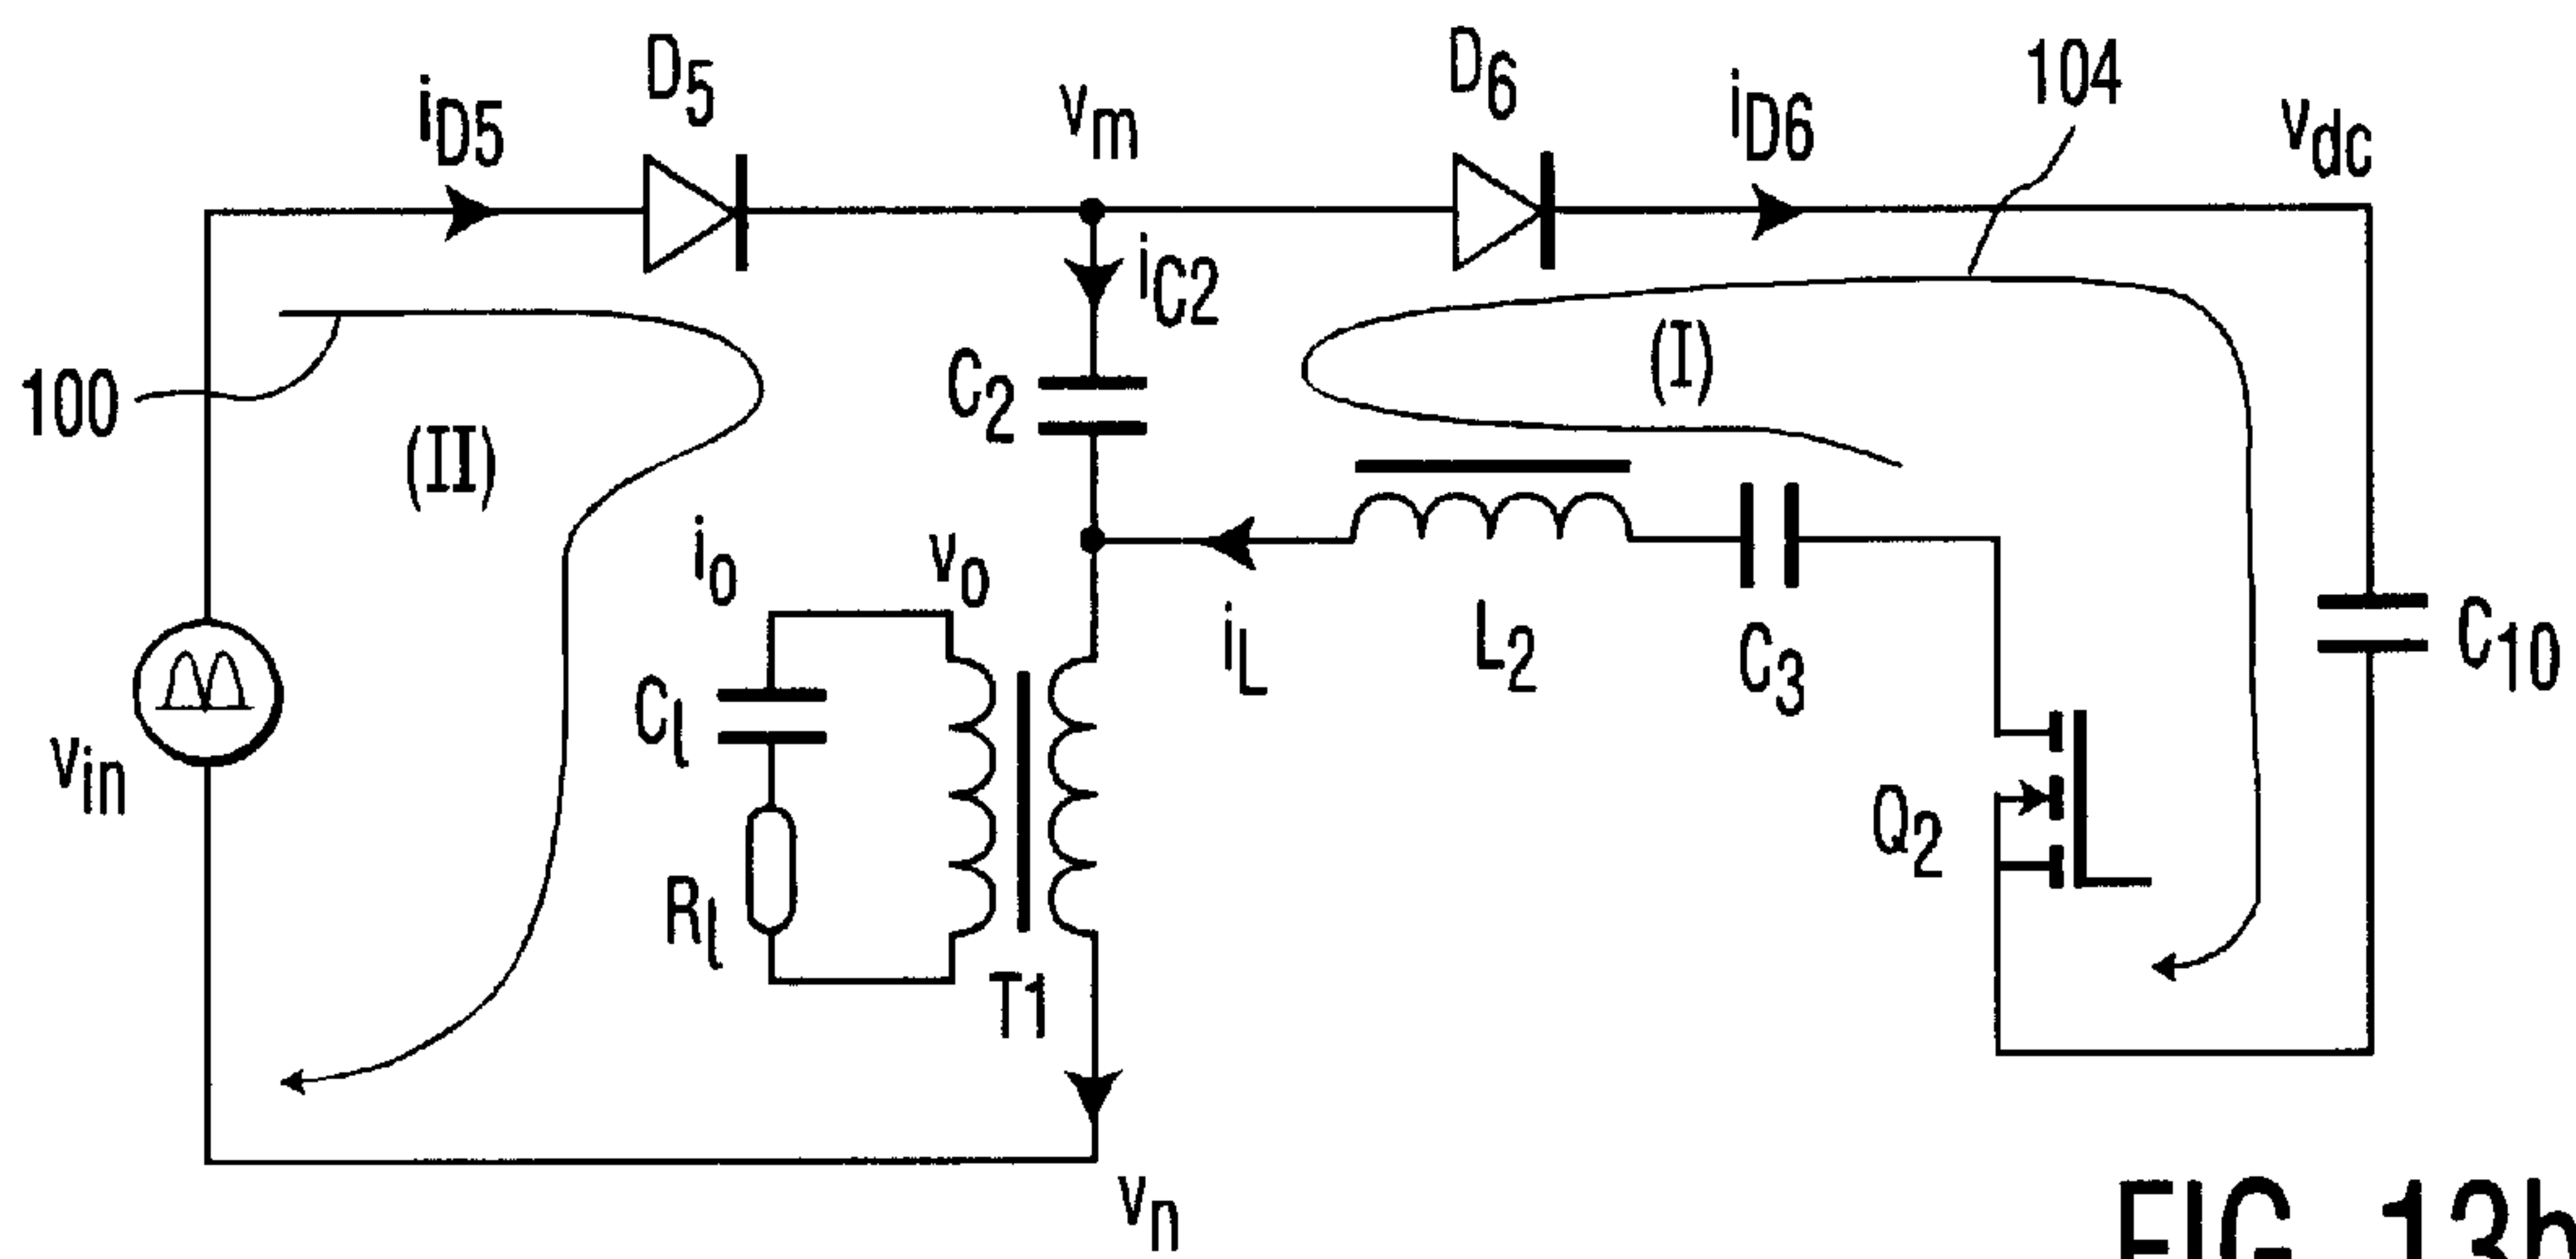 iD5
D5
vm
D6
iD6
104
vdc
iC2
100
(II)
C2
(I)
io
vo
iL
L2
C3
C10
Cl
vin
Q2
Rl
T1
vn
FIG. 13b